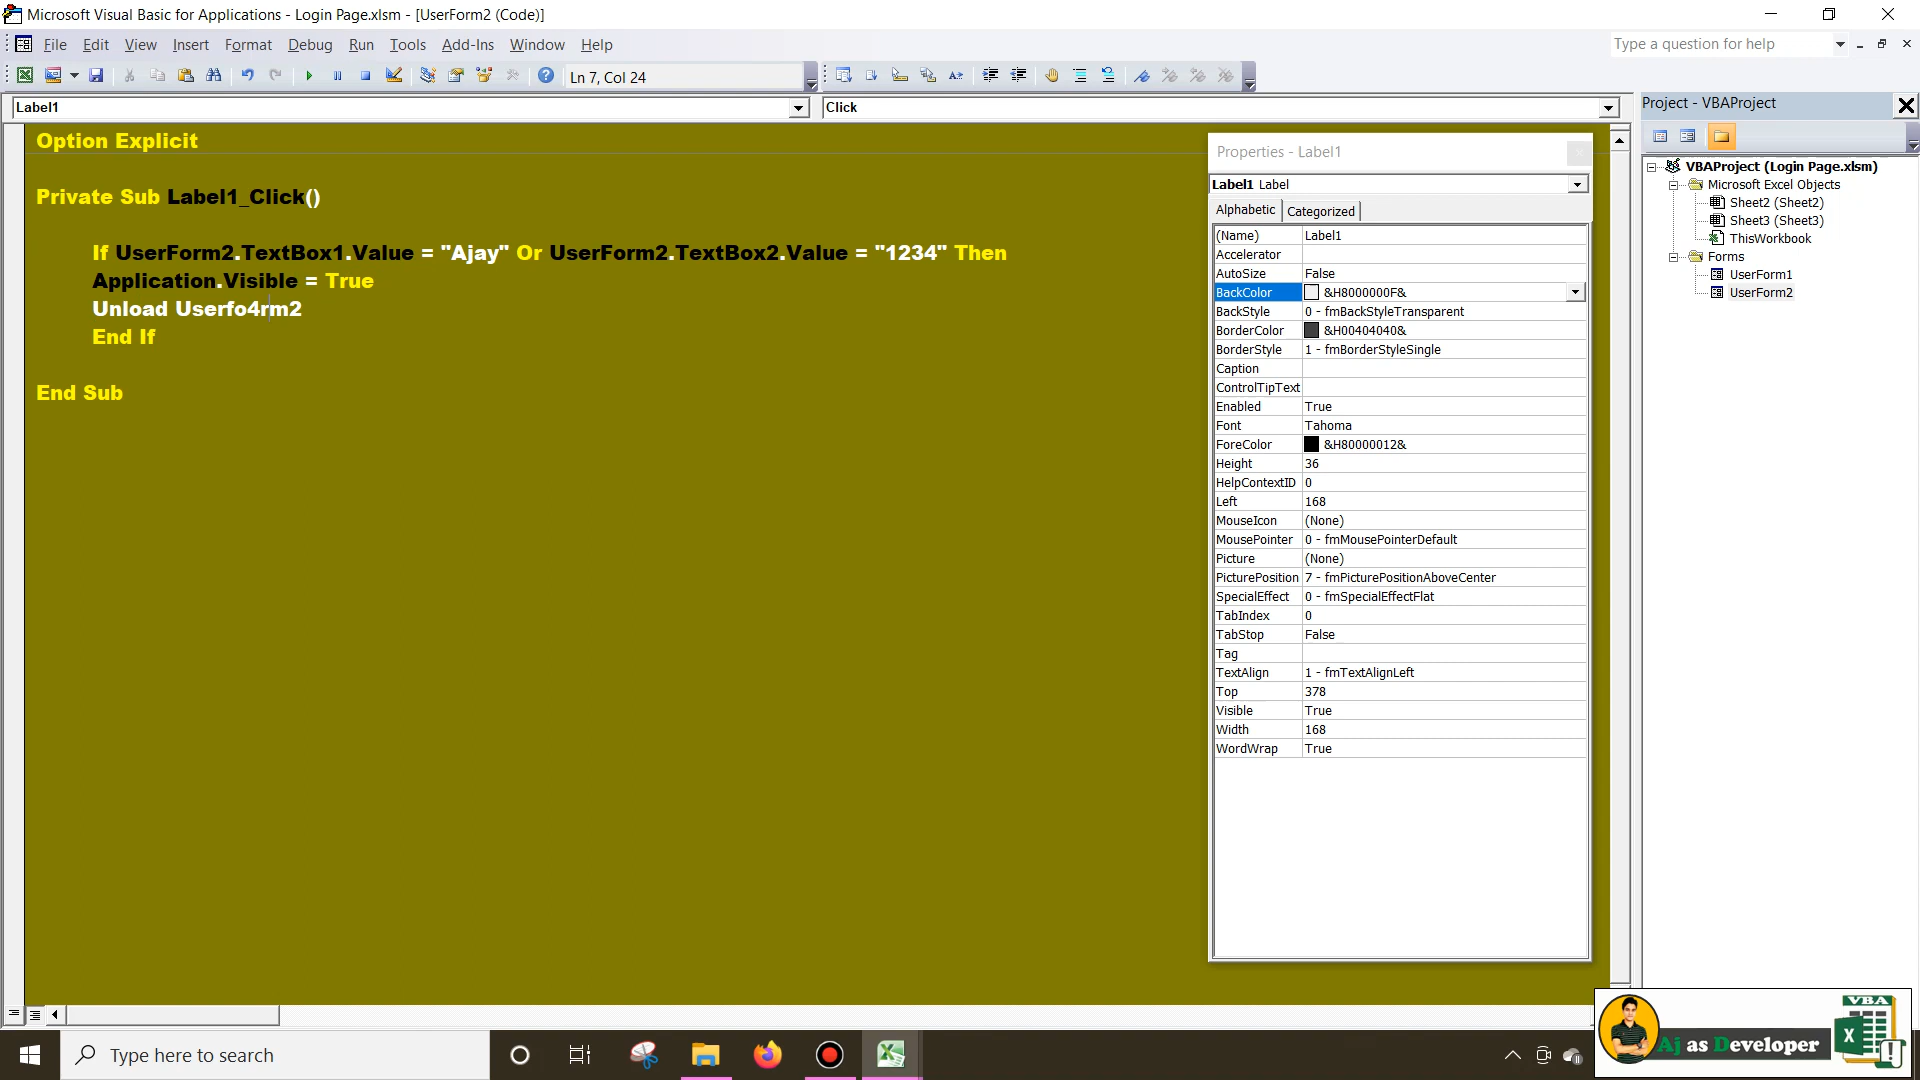 Microsoft Visual Basic for Applications - Login Page.xlsm - [UserForm2 (Code)]
File Edit View Insert Format Debug Run Tools Add-Ins Window Help
Type a question for help
Ln 7, Col 24
Label1
Click
Option Explicit
Private Sub Label1_Click()
If UserForm2.TextBox1.Value = "Ajay" Or UserForm2.TextBox2.Value = "1234" Then
Application.Visible = True
Unload Userfo4rm2
End If
End Sub
Properties - Label1
Label1 Label
Alphabetic Categorized
(Name) Label1
Accelerator
AutoSize False
BackColor &H8000000F&
BackStyle 0 - fmBackStyleTransparent
BorderColor &H00404040&
BorderStyle 1 - fmBorderStyleSingle
Caption
ControlTipText
Enabled True
Font Tahoma
ForeColor &H80000012&
Height 36
HelpContextID 0
Left 168
MouseIcon (None)
MousePointer 0 - fmMousePointerDefault
Picture (None)
PicturePosition 7 - fmPicturePositionAboveCenter
SpecialEffect 0 - fmSpecialEffectFlat
TabIndex 0
TabStop False
Tag
TextAlign 1 - fmTextAlignLeft
Top 378
Visible True
Width 168
WordWrap True
Project - VBAProject
VBAProject (Login Page.xlsm)
Microsoft Excel Objects
Sheet2 (Sheet2)
Sheet3 (Sheet3)
ThisWorkbook
Forms
UserForm1
UserForm2
Type here to search
Aj as Developer
VBA
X